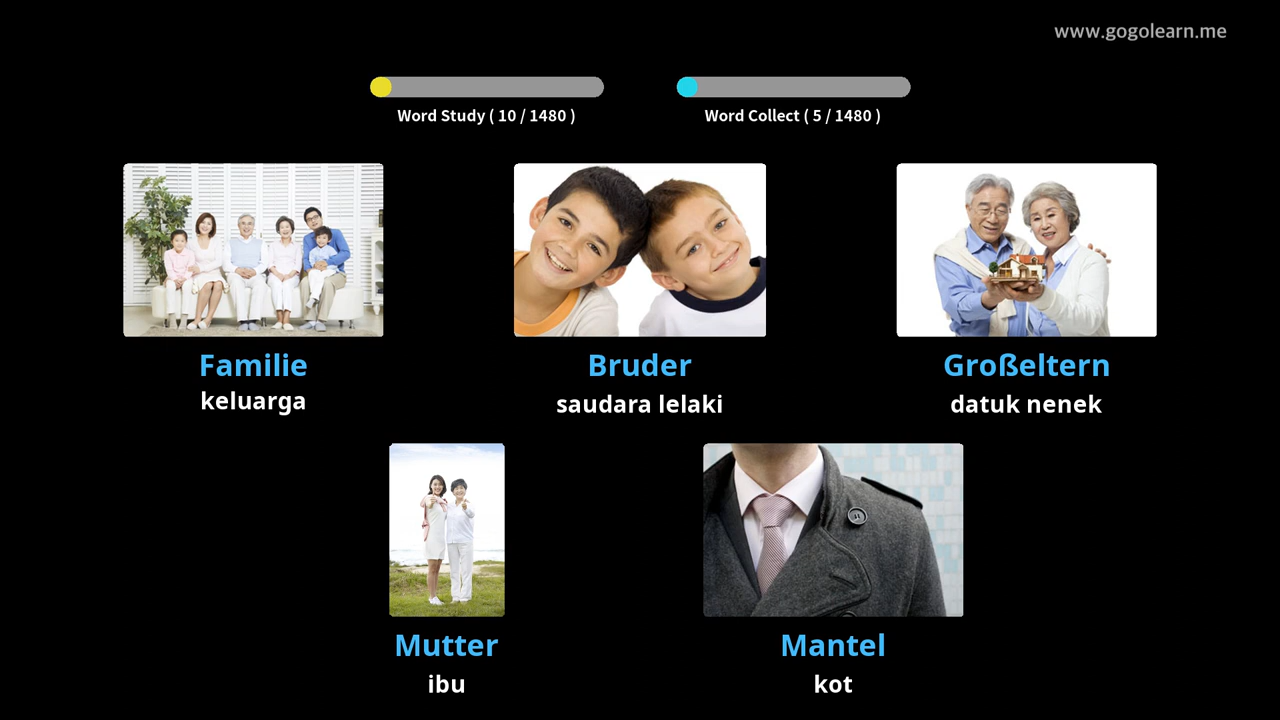 www.gogolearn.me
Word Study ( 10 / 1480 )
Word Collect ( 5 / 1480 )
Familie
keluarga
Bruder
saudara lelaki
Großeltern
datuk nenek
Mutter
ibu
Mantel
kot